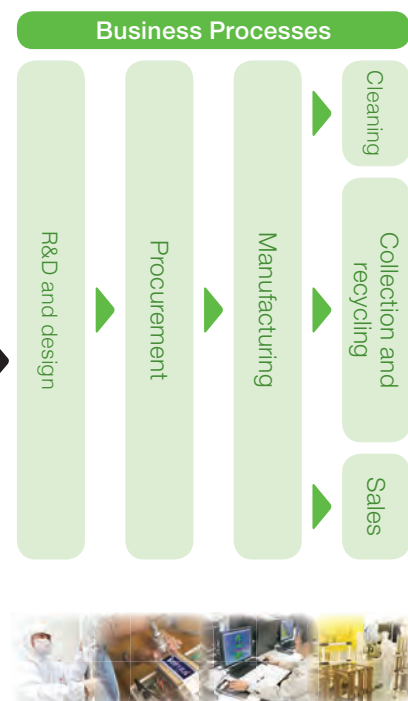 Business Processes
R&D and design
Procurement
Manufacturing
Cleaning
Collection and
recycling
Sales